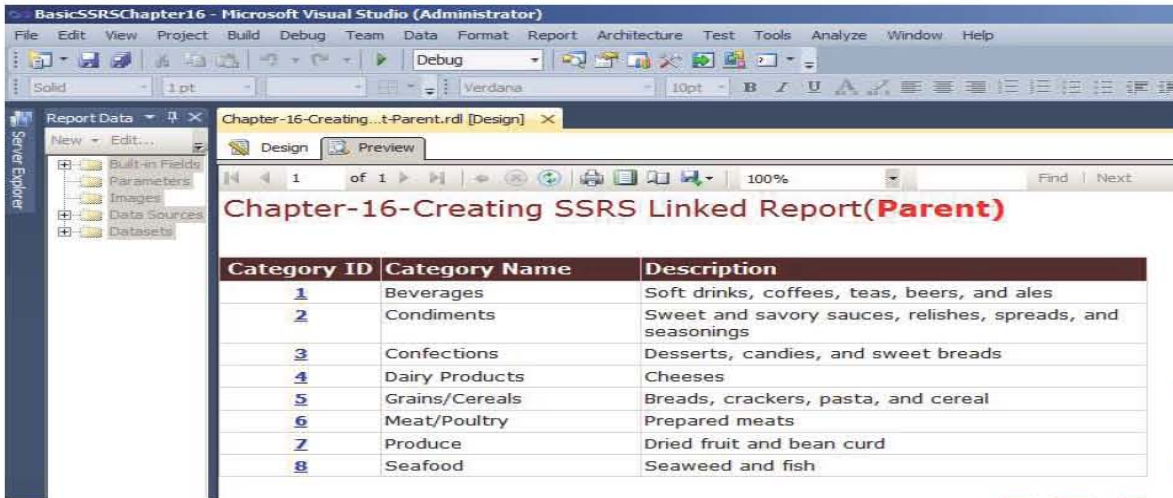 BasicSSRSChapter16 - Microsoft Visual Studio (Administrator)
File Edit View Project Build Debug Team Data Format Report Architecture Test Tools Analyze Window Help
Debug
Solid 1 pt Verdana 10pt B I U A
Server Explorer
Report Data
New Edit...
Built-in Fields
Parameters
Images
Data Sources
Datasets
Chapter-16-Creating...t-Parent.rdl [Design]
Design Preview
1 of 1 100% Find Next
Chapter-16-Creating SSRS Linked Report(Parent)
Category ID Category Name Description
1 Beverages Soft drinks, coffees, teas, beers, and ales
2 Condiments Sweet and savory sauces, relishes, spreads, and
seasonings
3 Confections Desserts, candies, and sweet breads
4 Dairy Products Cheeses
5 Grains/Cereals Breads, crackers, pasta, and cereal
6 Meat/Poultry Prepared meats
7 Produce Dried fruit and bean curd
8 Seafood Seaweed and fish